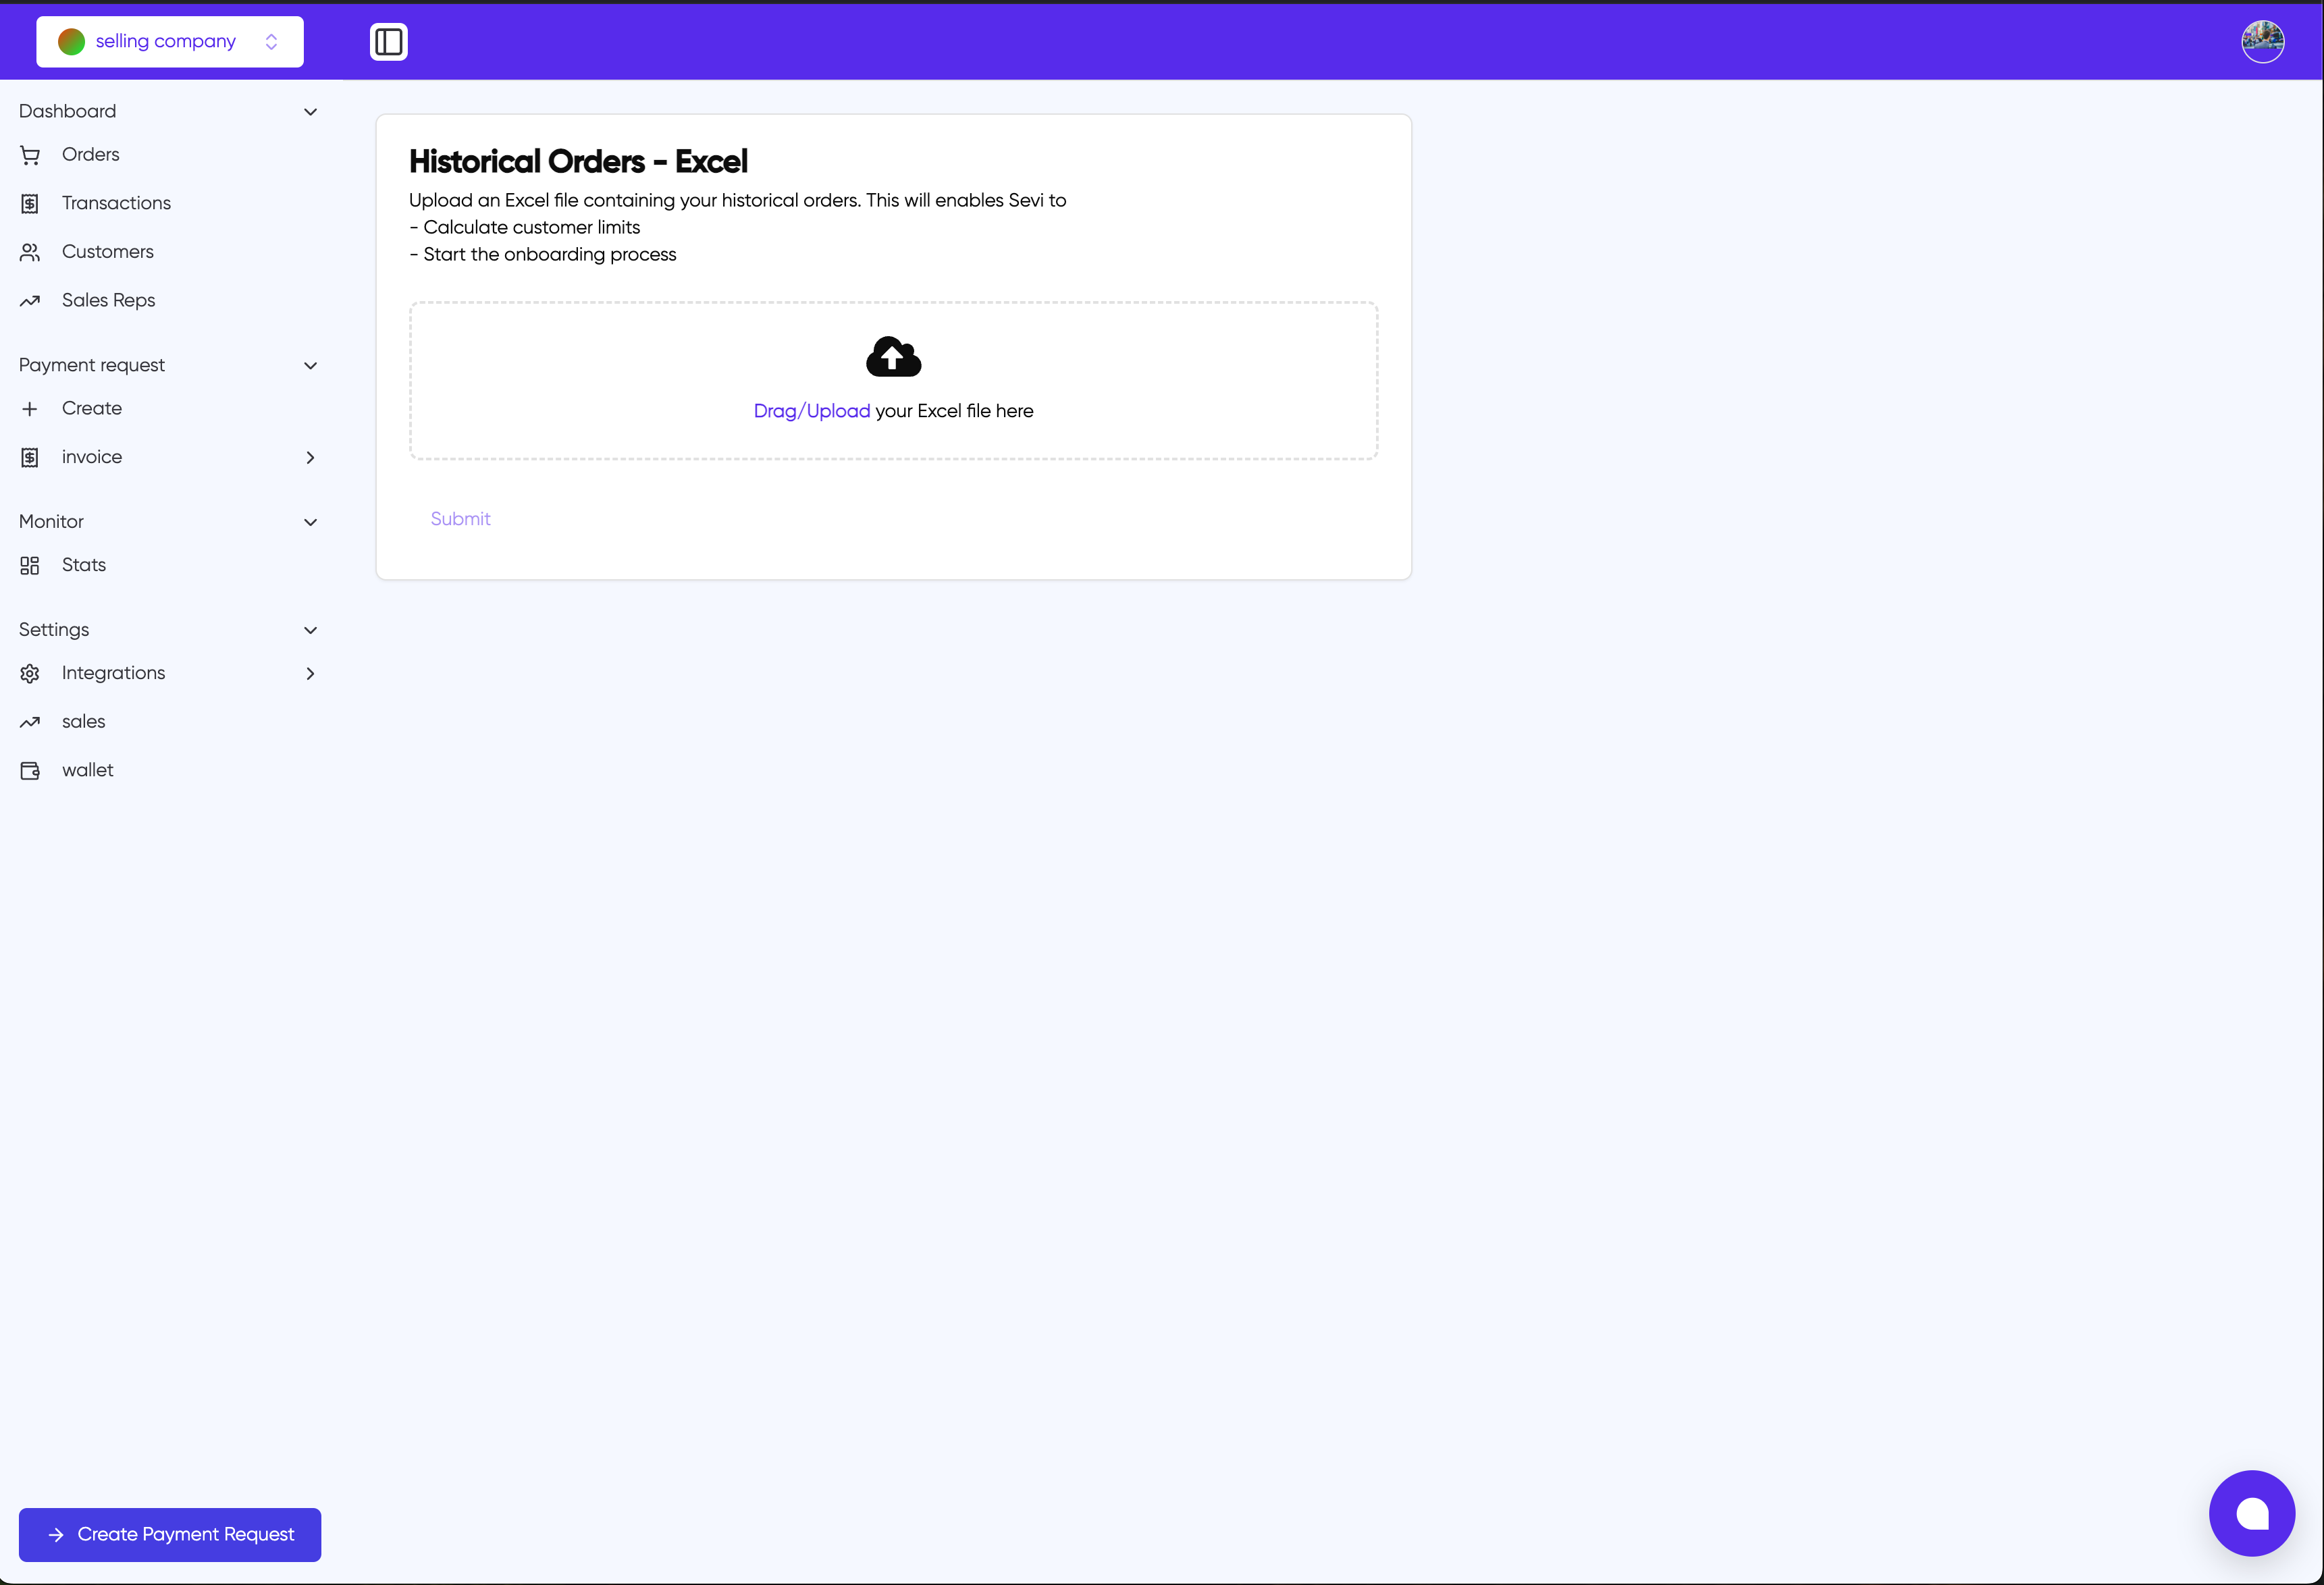 selling company
Dashboard
Orders
Transactions
Customers
Sales Reps
Payment request
Create
invoice
Monitor
Stats
Settings
Integrations
sales
wallet
Create Payment Request
Historical Orders - Excel
Upload an Excel file containing your historical orders. This will enables Sevi to
- Calculate customer limits
- Start the onboarding process
Drag/Upload your Excel file here
Submit